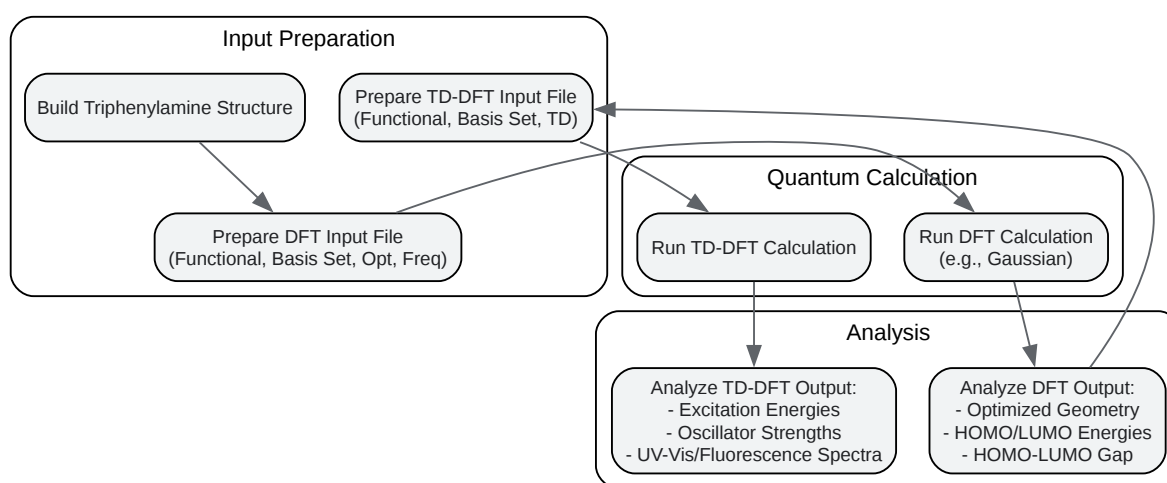 Input Preparation
Build Triphenylamine Structure
Prepare TD-DFT Input File
(Functional, Basis Set, TD)
Prepare DFT Input File
(Functional, Basis Set, Opt, Freq)
Quantum Calculation
Run TD-DFT Calculation
Run DFT Calculation
(e.g., Gaussian)
Analysis
Analyze TD-DFT Output:
- Excitation Energies
- Oscillator Strengths
- UV-Vis/Fluorescence Spectra
Analyze DFT Output:
- Optimized Geometry
- HOMO/LUMO Energies
- HOMO-LUMO Gap